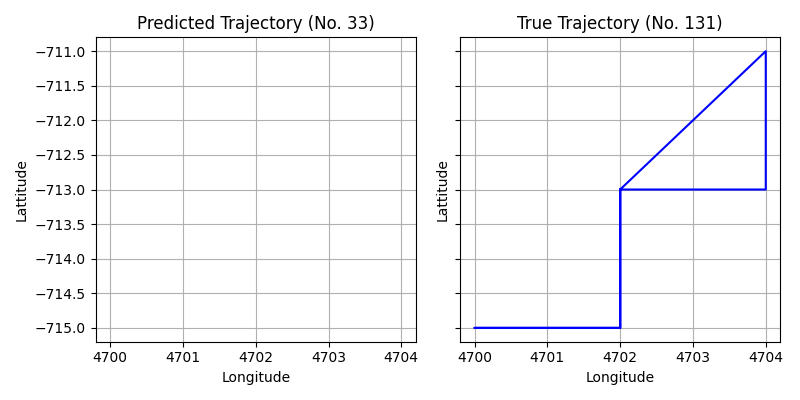 Predicted Trajectory (No. 33)
True Trajectory (No. 131)
−711.0
−711.5
−712.0
−712.5
−713.0
−713.5
−714.0
−714.5
−715.0
Lattitude
Lattitude
4700 4701 4702 4703 4704
4700 4701 4702 4703 4704
Longitude
Longitude